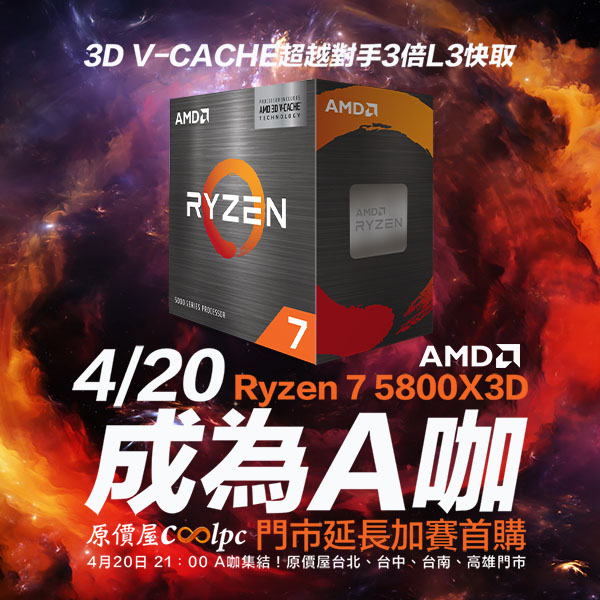 3D V-CACHE超越對手3倍L3快取
AMD
PROCESSOR INCLUDES
AMD 3D V-CACHE
TECHNOLOGY
AMD
RYZEN
AMD
RYZEN
5000 SERIES PROCESSOR
7
AMD
4/20 Ryzen 7 5800X3D
成為A咖
原價屋coolpc 門市延長加賽首購
4月20日 21:00 A咖集結！原價屋台北、台中、台南、高雄門市